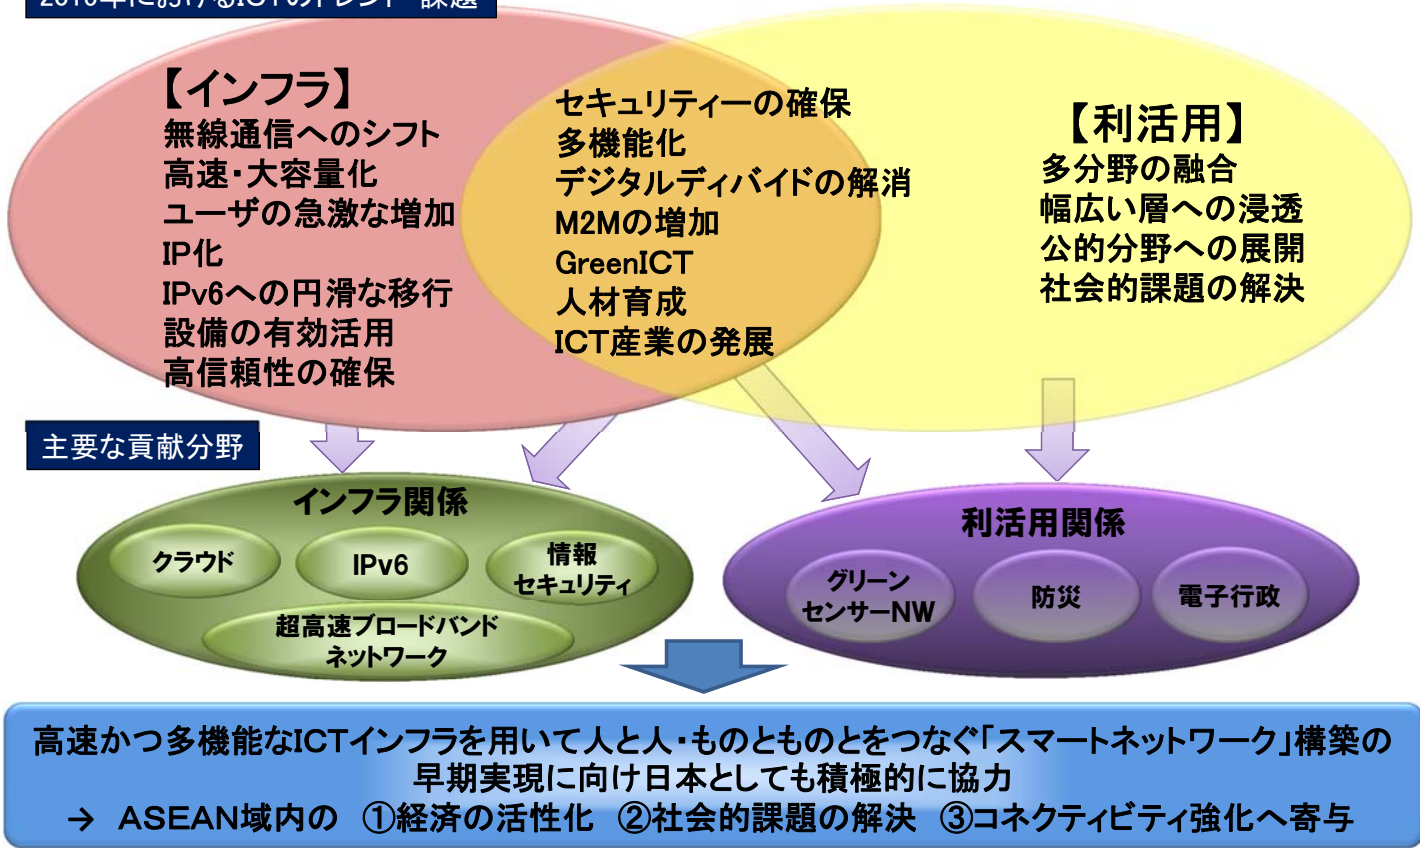 【インフラ】
無線通信へのシフト
高速・大容量化
ユーザの急激な増加
IP化
IPv6への円滑な移行
設備の有効活用
高信頼性の確保
セキュリティーの確保
多機能化
デジタルディバイドの解消
M2Mの増加
GreenICT
人材育成
ICT産業の発展
【利活用】
多分野の融合
幅広い層への浸透
公的分野への展開
社会的課題の解決
主要な貢献分野
インフラ関係
クラウド
IPv6
情報
セキュリティ
超高速ブロードバンド
ネットワーク
利活用関係
グリーン
センサーNW
防災
電子行政
高速かつ多機能なICTインフラを用いて人と人・ものとものとをつなぐ「スマートネットワーク」構築の
早期実現に向け日本としても積極的に協力
→ ASEAN域内の ①経済の活性化 ②社会的課題の解決 ③コネクティビティ強化へ寄与